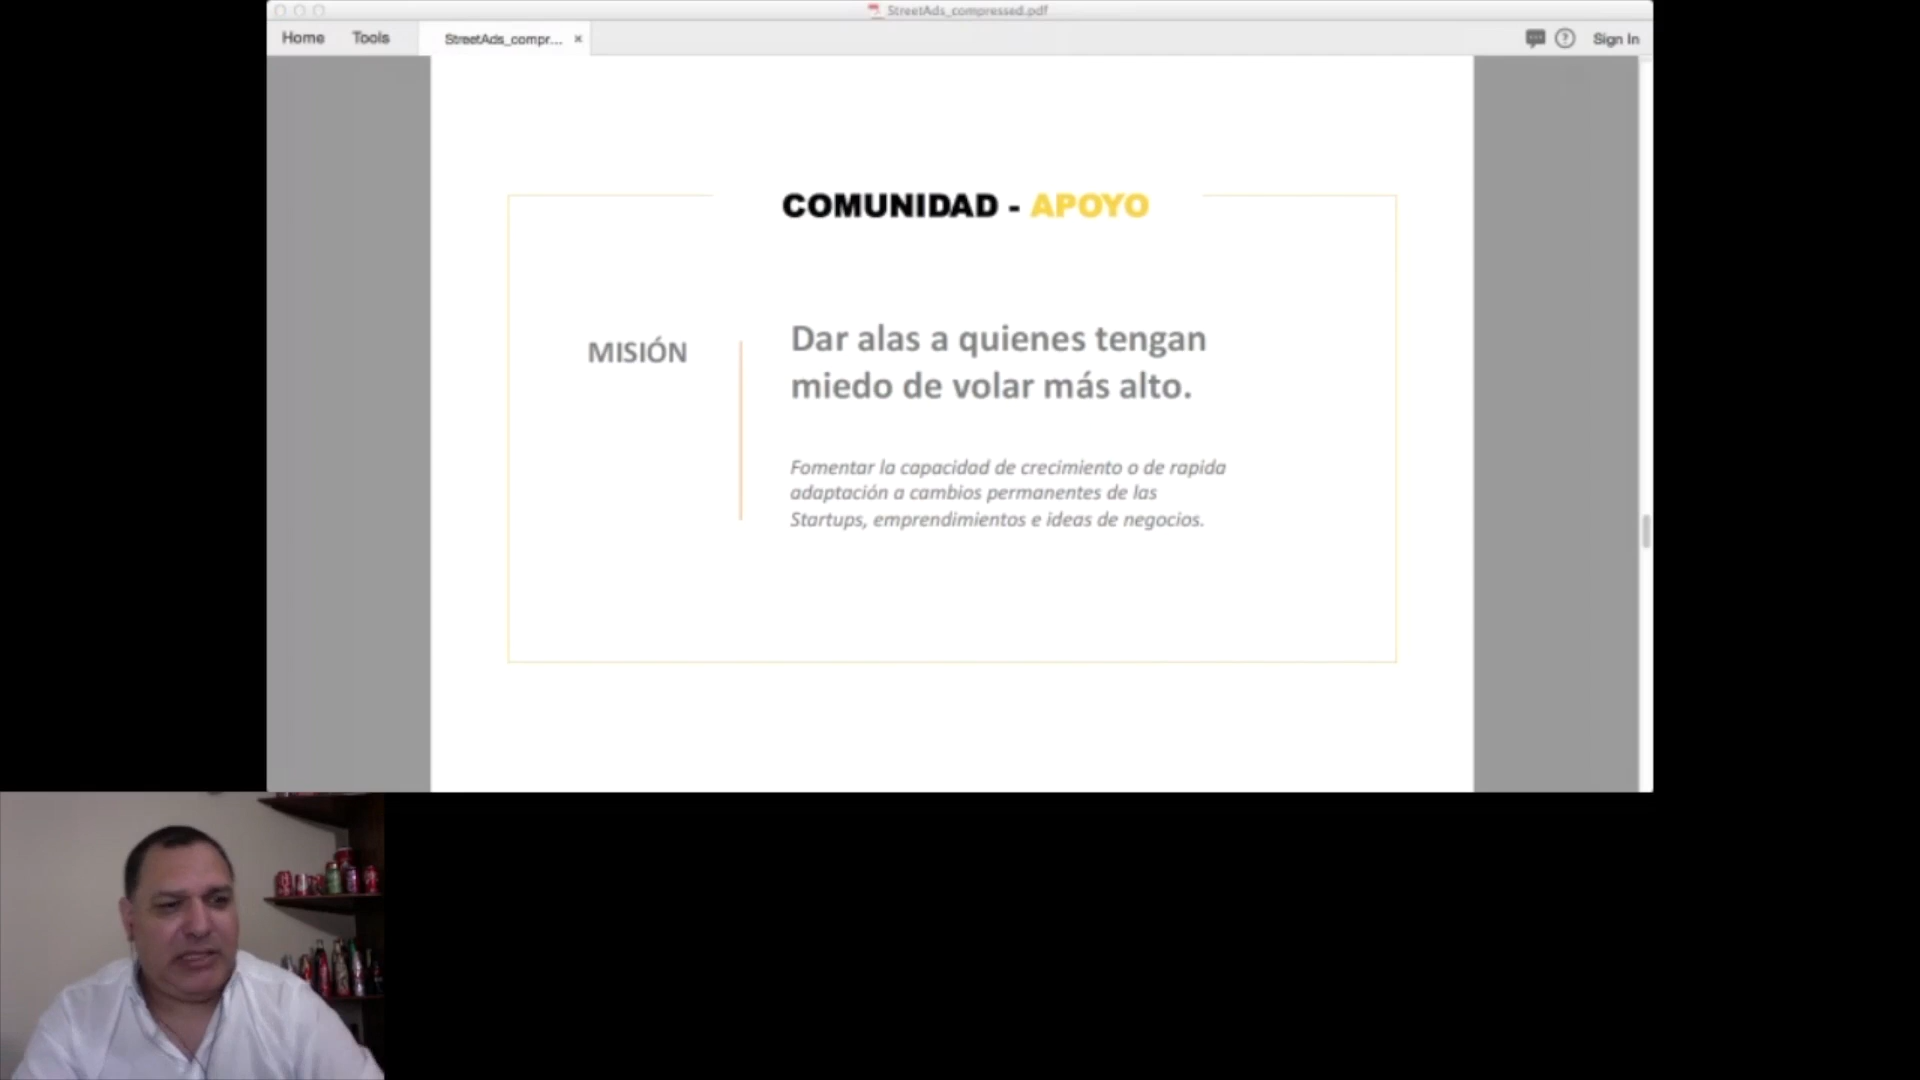 StreetAds_compressed.pdf
Home Tools StreetAds_compr... × ? Sign In
COMUNIDAD - APOYO
MISIÓN
Dar alas a quienes tengan
miedo de volar más alto.
Fomentar la capacidad de crecimiento o de rapida
adaptación a cambios permanentes de las
Startups, emprendimientos e ideas de negocios.